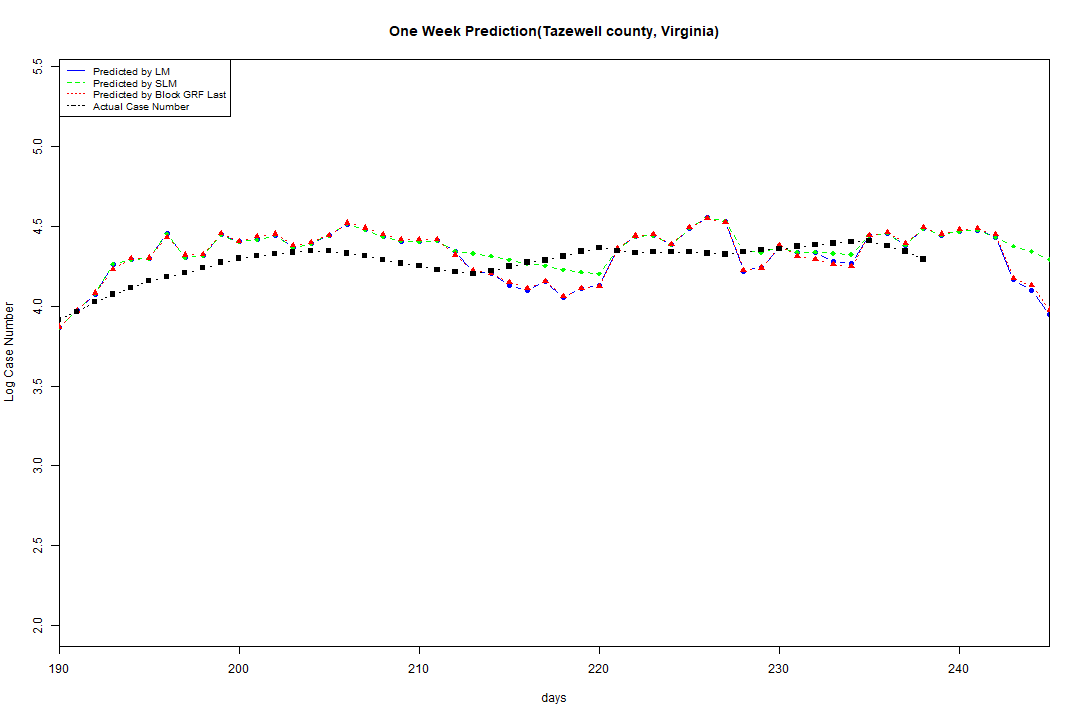 One Week Prediction(Tazewell county, Virginia)
Predicted by LM
Predicted by SLM
Predicted by Block GRF Last
Actual Case Number
5.5
5.0
4.5
4.0
3.5
3.0
2.5
2.0
Log Case Number
190 200 210 220 230 240
days